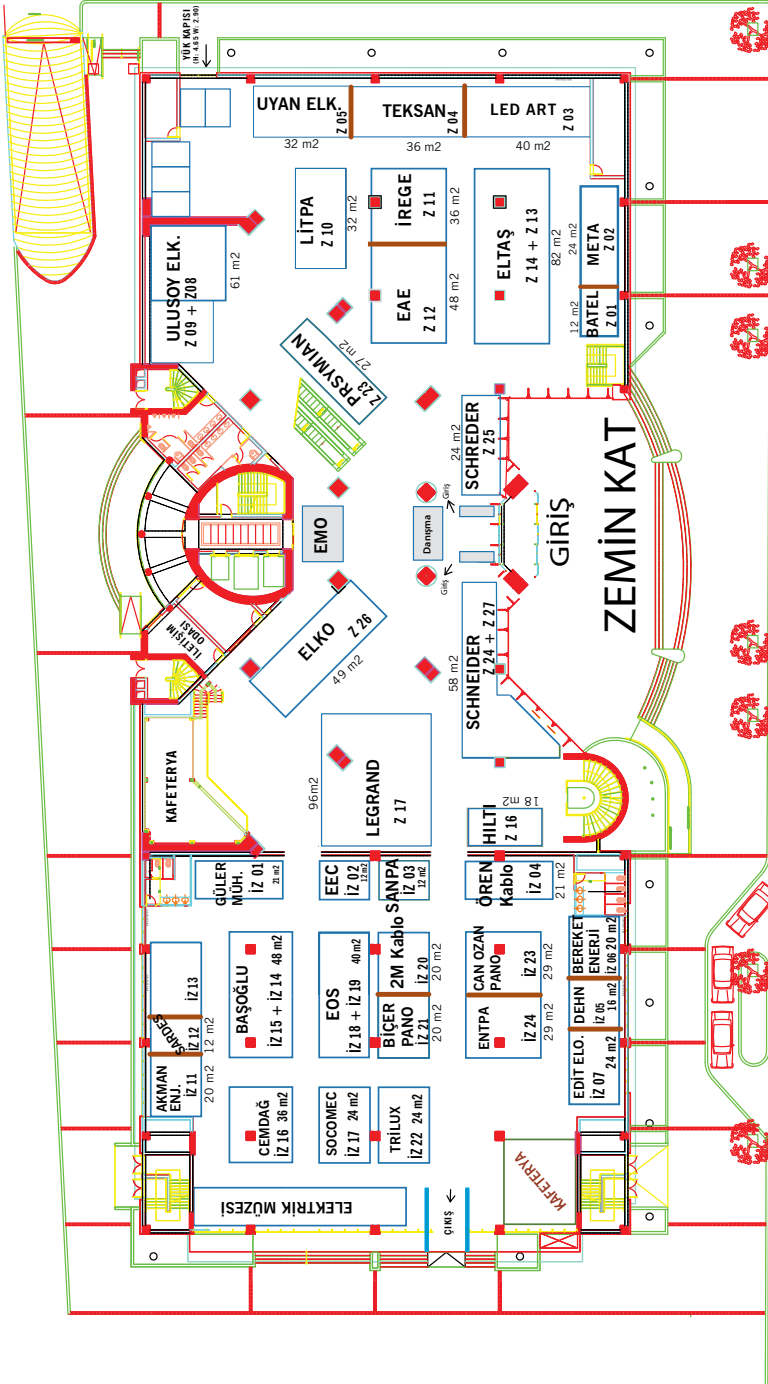 YÜK KAPISI
(H: 4.65 W: 2.90)
UYAN ELK.
Z 05
32 m2
TEKSAN
Z 04
36 m2
LED ART
Z 03
40 m2
LİTPA
Z 10
32 m2
İREGE
Z 11
36 m2
EAE
Z 12
48 m2
ELTAŞ
Z 14 + Z 13
82 m2
META
Z 02
24 m2
BATEL
Z 01
12 m2
ULUSOY ELK.
Z 09 + Z08
61 m2
PRSYMIAN
Z 23
27 m2
SCHREDER
Z 25
24 m2
EMO
Danışma
Giriş
Giriş
GİRİŞ
ZEMİN KAT
İLETİŞİM
ODASI
ELKO
Z 26
49 m2
SCHNEIDER
Z 24 + Z 27
58 m2
KAFETERYA
LEGRAND
Z 17
96m2
HILTI
Z 16
18 m2
GÜLER
MÜH.
İZ 01
21 m2
EEC
İZ 02
12 m2
SANPA
İZ 03
12 m2
ÖREN
Kablo
İZ 04
21 m2
İZ 13
SARDES
İZ 12
12 m2
AKMAN
ENJ.
İZ 11
20 m2
BAŞOĞLU
İZ 15 + İZ 14 48 m2
EOS
İZ 18 + İZ 19 40 m2
2M Kablo
İZ 20
20 m2
BİÇER
PANO
İZ 21
20 m2
CAN OZAN
PANO
İZ 23
29 m2
ENTPA
İZ 24
29 m2
BEREKET
ENERJİ
İZ 06 20 m2
DEHN
İZ 05
16 m2
EDİT ELO.
İZ 07
24 m2
CEMDAĞ
İZ 16 36 m2
SOCOMEC
İZ 17 24 m2
TRİLUX
İZ 22 24 m2
ELEKTRİK MÜZESİ
ÇIKIŞ
KAFETERYA